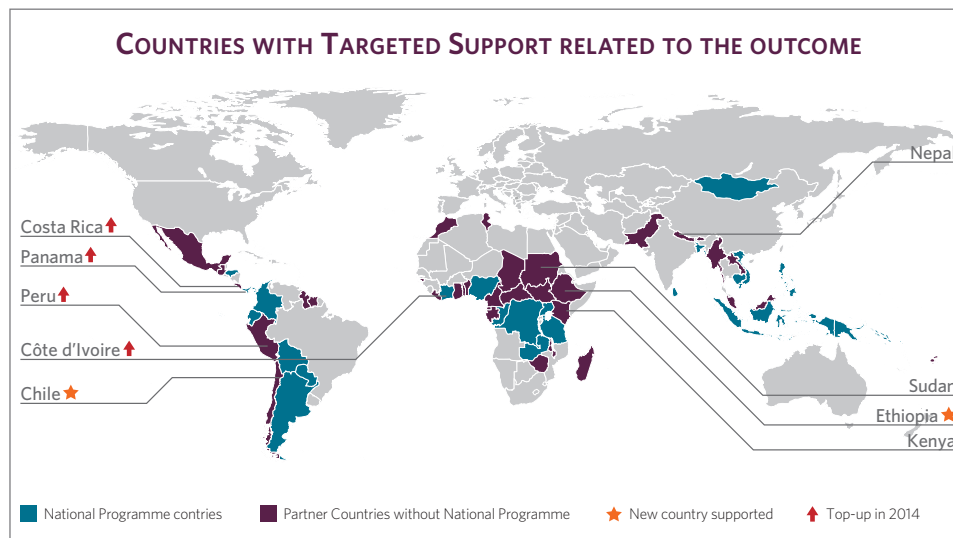 COUNTRIES WITH TARGETED SUPPORT RELATED TO THE OUTCOME
Nepal
Costa Rica
Panama
Peru
Côte d'Ivoire
Chile
Sudan
Ethiopia
Kenya
National Programme contries
Partner Countries without National Programme
New country supported
Top-up in 2014